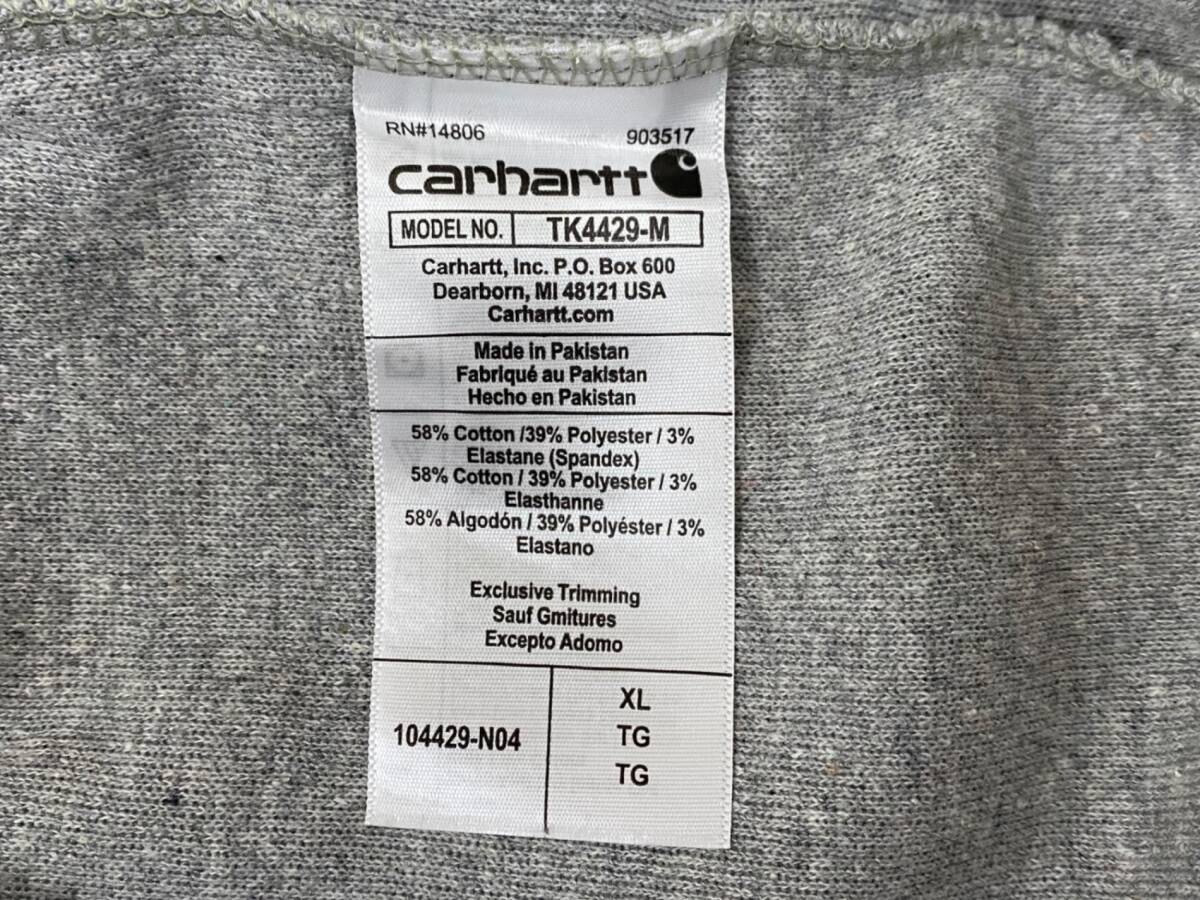 RN#14806 903517
carhartt
MODEL NO. TK4429-M
Carhartt, Inc. P.O. Box 600
Dearborn, MI 48121 USA
Carhartt.com
Made in Pakistan
Fabriqué au Pakistan
Hecho en Pakistan
58% Cotton /39% Polyester / 3%
Elastane (Spandex)
58% Cotton / 39% Polyester / 3%
Elasthanne
58% Algodón / 39% Polyéster / 3%
Elastano
Exclusive Trimming
Sauf Gmitures
Excepto Adomo
104429-N04
XL
TG
TG